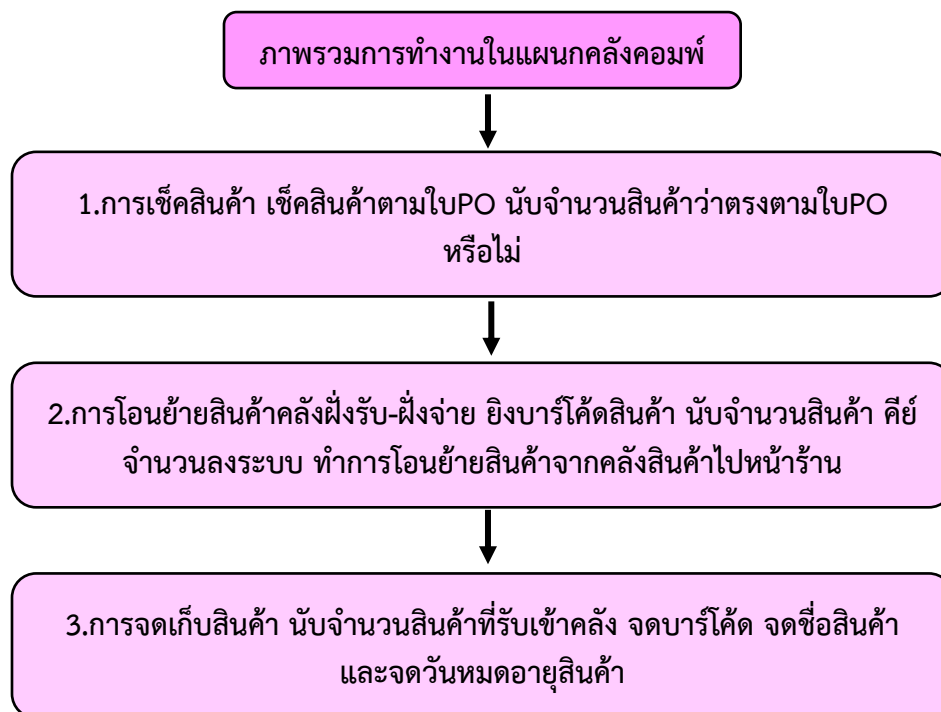 ภาพรวมการทำงานในแผนกคลังคอมพ์
1.การเช็คสินค้า เช็คสินค้าตามใบPO นับจำนวนสินค้าว่าตรงตามใบPO
หรือไม่
2.การโอนย้ายสินค้าคลังฝั่งรับ-ฝั่งจ่าย ยิงบาร์โค้ดสินค้า นับจำนวนสินค้า คีย์
จำนวนลงระบบ ทำการโอนย้ายสินค้าจากคลังสินค้าไปหน้าร้าน
3.การจดเก็บสินค้า นับจำนวนสินค้าที่รับเข้าคลัง จดบาร์โค้ด จดชื่อสินค้า
และจดวันหมดอายุสินค้า